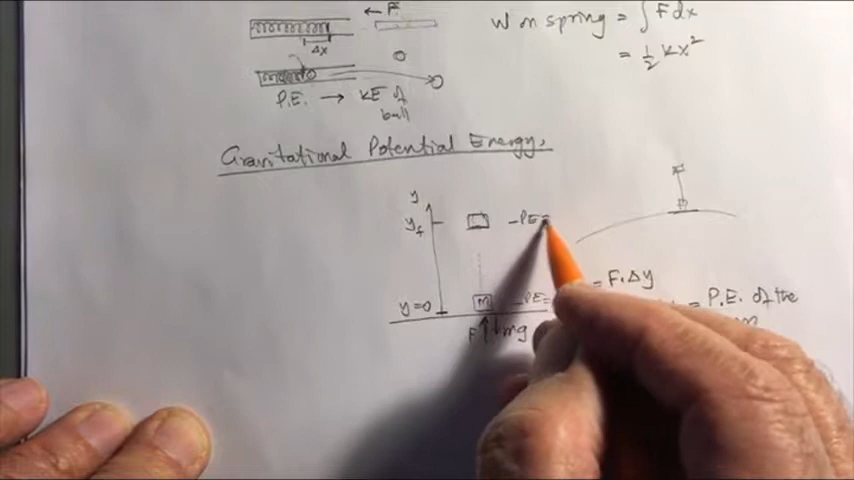 F
W on spring = ∫ F dx
Δx
= 1/2 kx²
P.E. → KE of
ball
Gravitational Potential Energy.
y
y_f
-PE=
= F.Δy
y=0
M
-PE=
= P.E. of the
F
mg